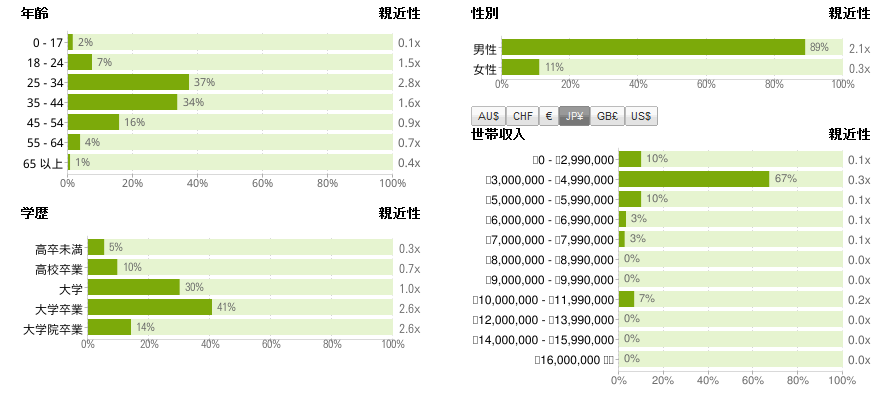 年齢 親近性
0 - 17 2% 0.1x
18 - 24 7% 1.5x
25 - 34 37% 2.8x
35 - 44 34% 1.6x
45 - 54 16% 0.9x
55 - 64 4% 0.7x
65 以上 1% 0.4x
0% 20% 40% 60% 80% 100%
学歴 親近性
高卒未満 5% 0.3x
高校卒業 10% 0.7x
大学 30% 1.0x
大学卒業 41% 2.6x
大学院卒業 14% 2.6x
0% 20% 40% 60% 80% 100%
性別 親近性
男性 89% 2.1x
女性 11% 0.3x
0% 20% 40% 60% 80% 100%
AU$ CHF € JP¥ GB£ US$
世帯収入 親近性
▯0 - ▯2,990,000 10% 0.1x
▯3,000,000 - ▯4,990,000 67% 0.3x
▯5,000,000 - ▯5,990,000 10% 0.1x
▯6,000,000 - ▯6,990,000 3% 0.1x
▯7,000,000 - ▯7,990,000 3% 0.1x
▯8,000,000 - ▯8,990,000 0% 0.0x
▯9,000,000 - ▯9,990,000 0% 0.0x
▯10,000,000 - ▯11,990,000 7% 0.2x
▯12,000,000 - ▯13,990,000 0% 0.0x
▯14,000,000 - ▯15,990,000 0% 0.0x
▯16,000,000 ▯▯ 0% 0.0x
0% 20% 40% 60% 80% 100%